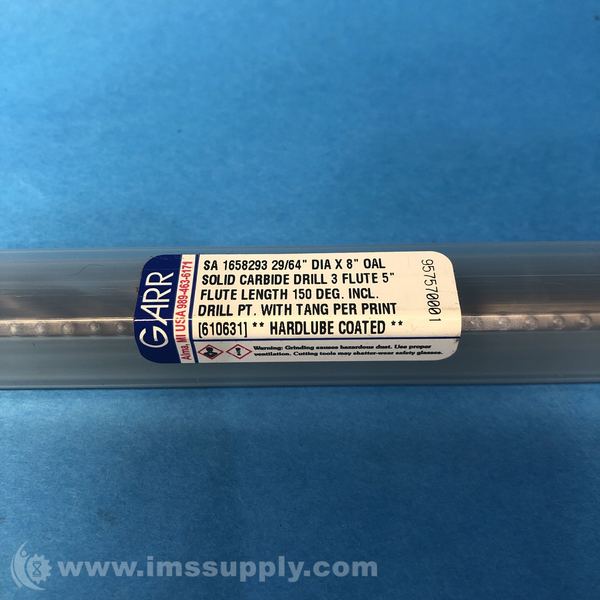 GARR
Alma, MI USA 989-463-6171
SA 1658293 29/64" DIA X 8" OAL
SOLID CARBIDE DRILL 3 FLUTE 5"
FLUTE LENGTH 150 DEG. INCL.
DRILL PT. WITH TANG PER PRINT
[610631] ** HARDLUBE COATED **
Warning: Grinding causes hazardous dust. Use proper
ventilation. Cutting tools may shatter-wear safety glasses.
957570001
www.imssupply.com